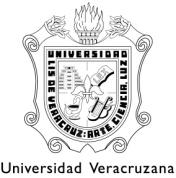 UNIVERSIDAD
LIS DE VERACRUZ: ARTE, CIENCIA, LUZ
Universidad Veracruzana